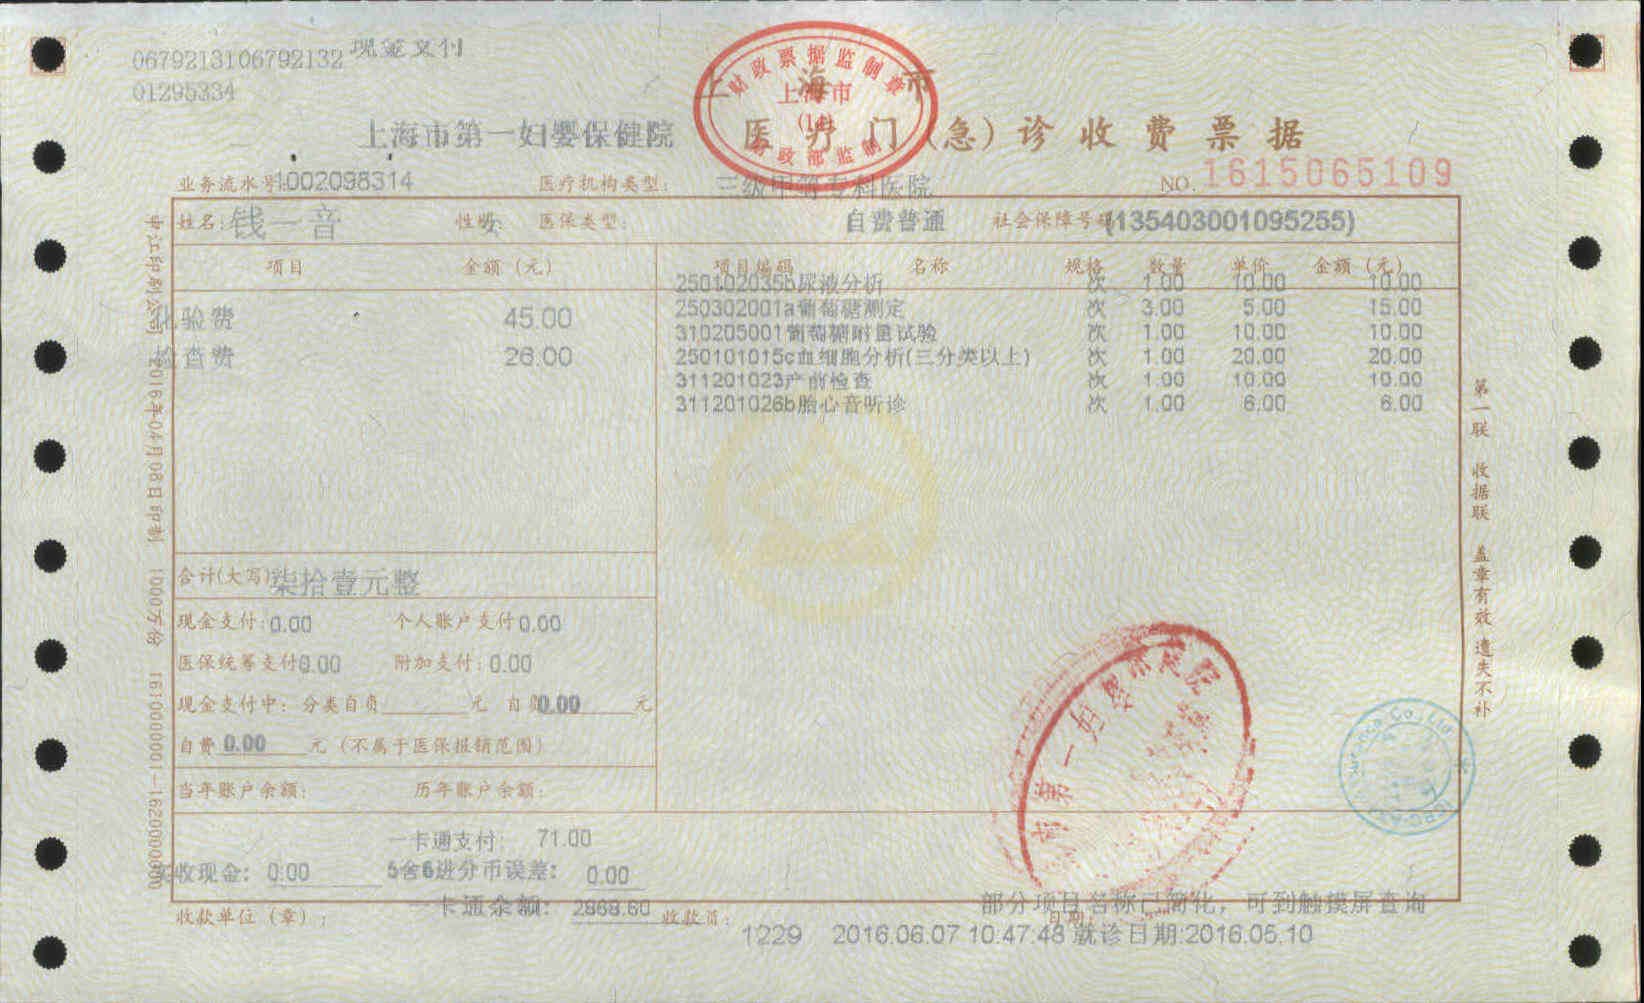 0679213106792132 现金支付
01295334
财政票据监制章
上海市
财政部监制
上海市
上海市第一妇婴保健院 医疗门(急)诊收费票据
业务流水号:1002098314 医疗机构类型: 三级甲等专科医院 NO. 1615065109
姓名: 钱一音 性别: 女 医保类型: 自费普通 社会保障号码: (135403001095255)
项目 金额(元) 项目编码 名称 规格 数量 单价 金额(元)
250102035b尿液分析 次 1.00 10.00 10.00
化验费 45.00 250302001a葡萄糖测定 次 3.00 5.00 15.00
310205001葡萄糖耐量试验 次 1.00 10.00 10.00
检查费 26.00 250101015c血细胞分析(三分类以上) 次 1.00 20.00 20.00
311201023产前检查 次 1.00 10.00 10.00
311201026b胎心音听诊 次 1.00 6.00 6.00
合计(大写) 柒拾壹元整
现金支付: 0.00 个人账户支付 0.00
医保统筹支付 0.00 附加支付: 0.00
现金支付中: 分类自负 元 自负 0.00 元
自费 0.00 元 (不属于医保报销范围)
当年账户余额: 历年账户余额:
一卡通支付: 71.00
实收现金: 0.00 5舍6进分币误差: 0.00
一卡通余额: 2868.60
部分项目名称已简化, 可到触摸屏查询
收款单位(章): 收款员: 日期:
1229 2016.06.07 10:47:48 就诊日期:2016.05.10
2016年04月08日印制 1000万份 1610000001—1620000000
第一联 收据联 盖章有效 遗失不补
市第一妇婴保健院
Co., Ltd